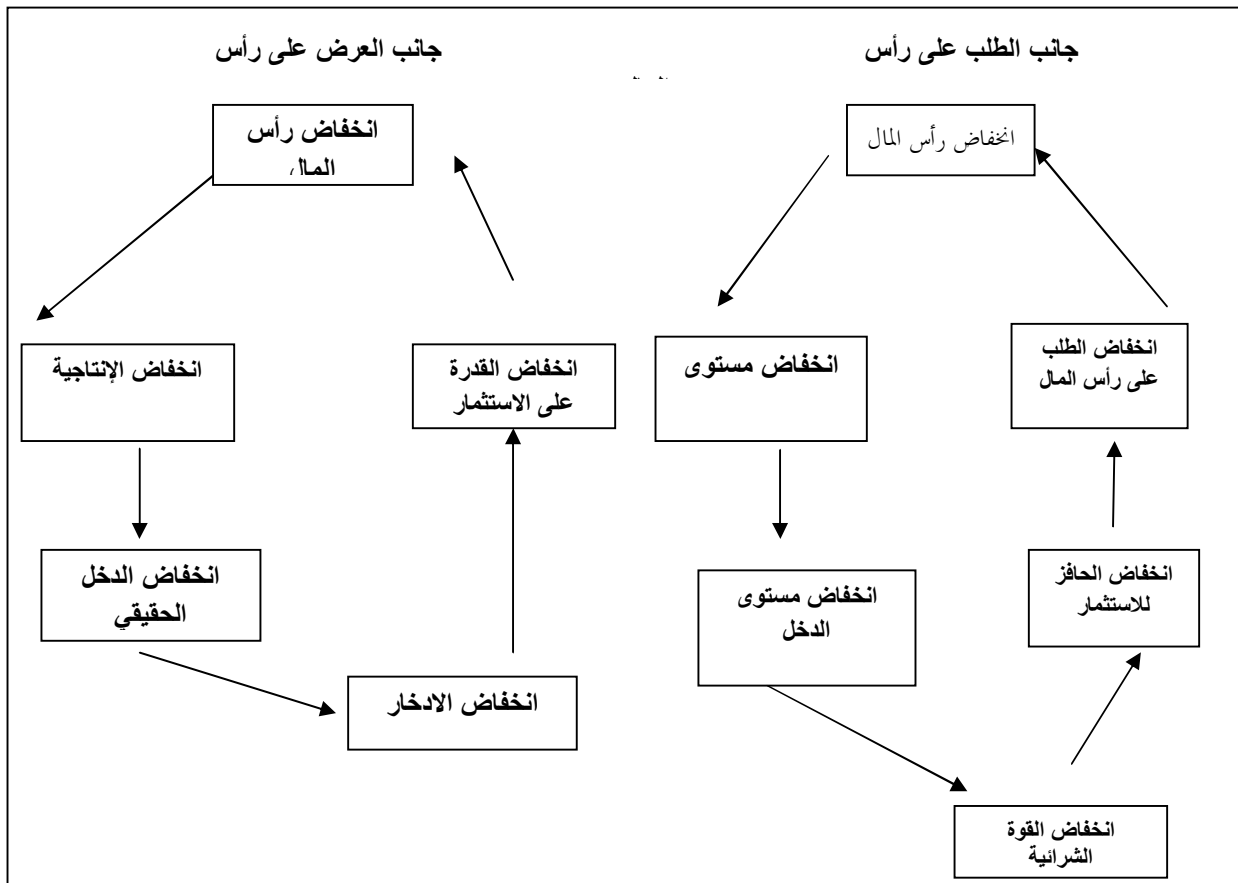 جانب الطلب على رأس
جانب العرض على رأس
انخفاض رأس المال
انخفاض مستوى
انخفاض مستوى
الدخل
انخفاض القوة
الشرائية
انخفاض الحافز
للاستثمار
انخفاض الطلب
على رأس المال
انخفاض رأس
المال
انخفاض الإنتاجية
انخفاض الدخل
الحقيقي
انخفاض الادخار
انخفاض القدرة
على الاستثمار